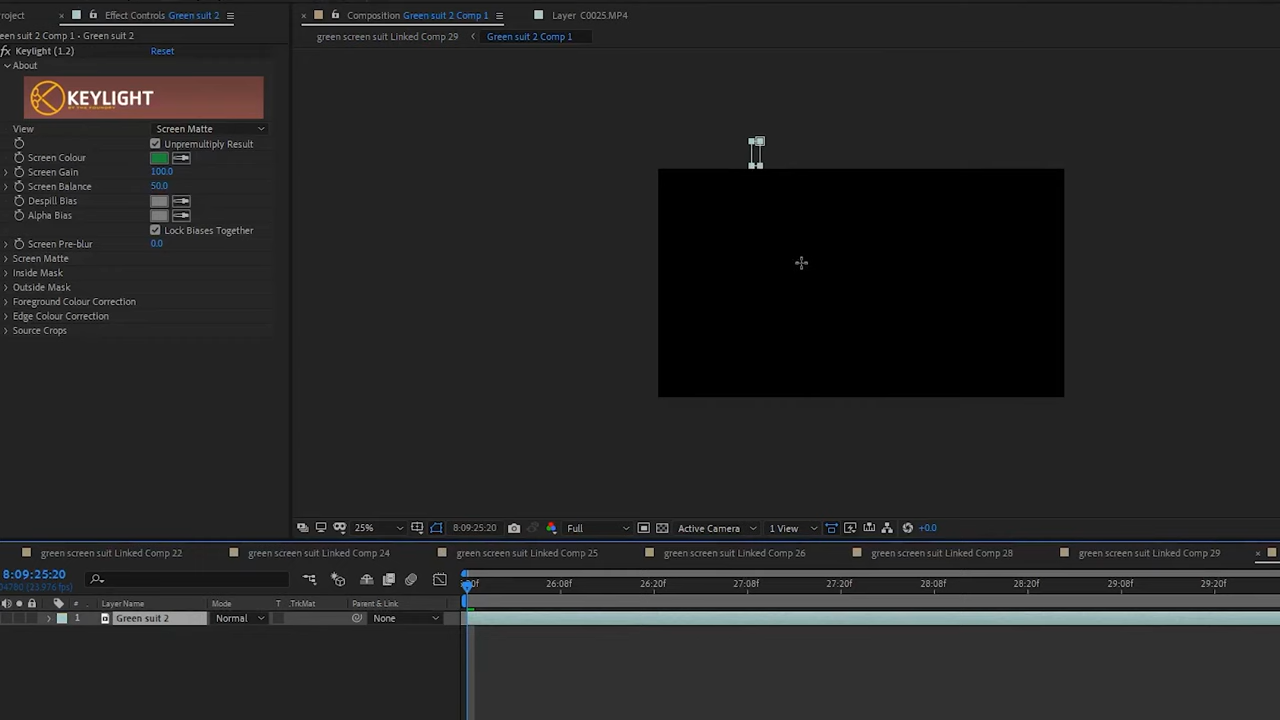 roject
Effect Controls Green suit 2
Composition Green suit 2 Comp 1
Layer C0025.MP4
een suit 2 Comp 1 - Green suit 2
green screen suit Linked Comp 29
Green suit 2 Comp 1
fx Keylight (1.2)
Reset
About
KEYLIGHT
View
Screen Matte
Unpremultiply Result
Screen Colour
Screen Gain
100.0
Screen Balance
50.0
Despill Bias
Alpha Bias
Lock Biases Together
Screen Pre-blur
0.0
Screen Matte
Inside Mask
Outside Mask
Foreground Colour Correction
Edge Colour Correction
Source Crops
25%
8:09:25:20
Full
Active Camera
1 View
+0.0
green screen suit Linked Comp 22
green screen suit Linked Comp 24
green screen suit Linked Comp 25
green screen suit Linked Comp 26
green screen suit Linked Comp 28
green screen suit Linked Comp 29
8:09:25:20
04780 (23.976 fps)
26:08f
26:20f
27:08f
27:20f
28:08f
28:20f
29:08f
29:20f
#
Layer Name
Mode
T
.TrkMat
Parent & Link
1
Green suit 2
Normal
None